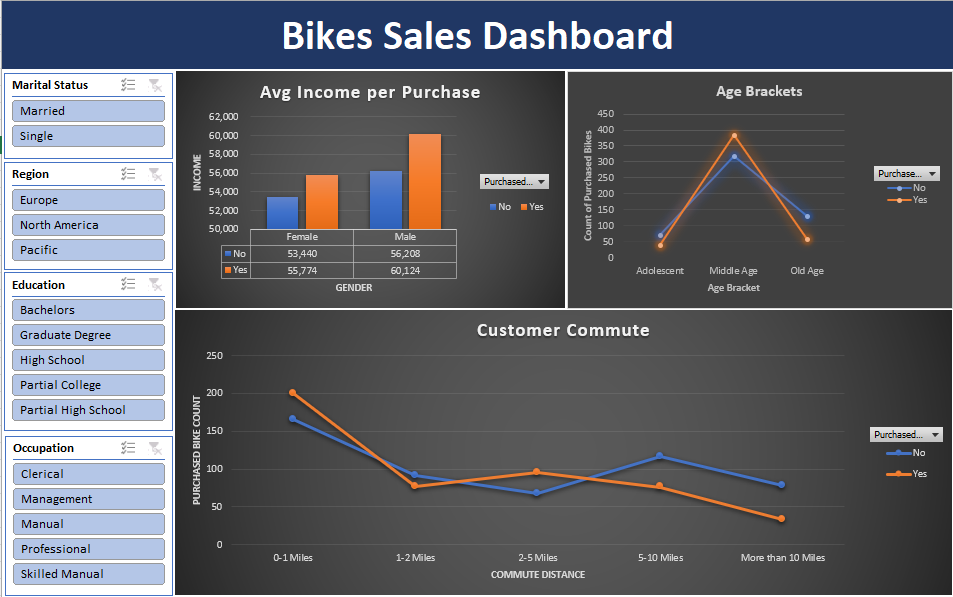 Bikes Sales Dashboard
Marital Status
Married
Single
Region
Europe
North America
Pacific
Education
Bachelors
Graduate Degree
High School
Partial College
Partial High School
Occupation
Clerical
Management
Manual
Professional
Skilled Manual
Avg Income per Purchase
INCOME
62,000
60,000
58,000
56,000
54,000
52,000
50,000
Female Male
No 53,440 56,208
Yes 55,774 60,124
GENDER
Purchased...
No Yes
Age Brackets
Count of Purchased Bikes
450
400
350
300
250
200
150
100
50
0
Adolescent Middle Age Old Age
Age Bracket
Purchase...
No
Yes
Customer Commute
PURCHASED BIKE COUNT
250
200
150
100
50
0
0-1 Miles 1-2 Miles 2-5 Miles 5-10 Miles More than 10 Miles
COMMUTE DISTANCE
Purchased...
No
Yes